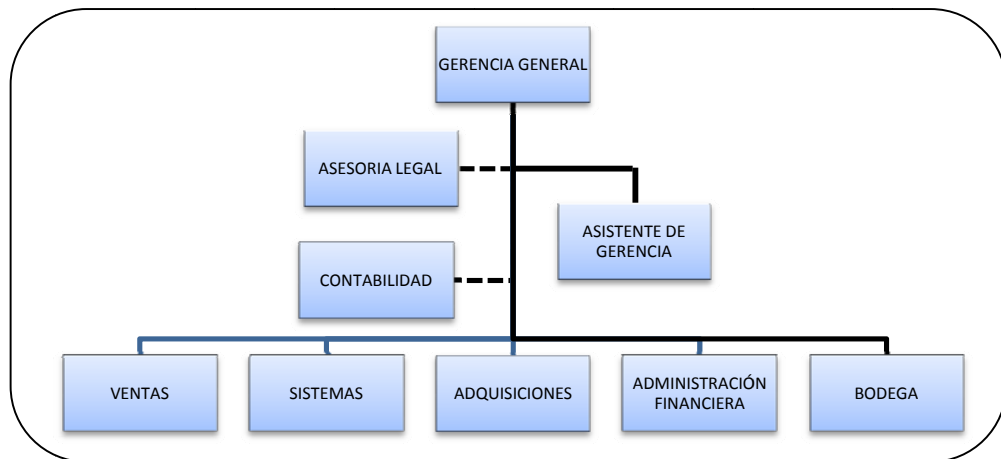 GERENCIA GENERAL
ASESORIA LEGAL
ASISTENTE DE
GERENCIA
CONTABILIDAD
VENTAS
SISTEMAS
ADQUISICIONES
ADMINISTRACIÓN
FINANCIERA
BODEGA